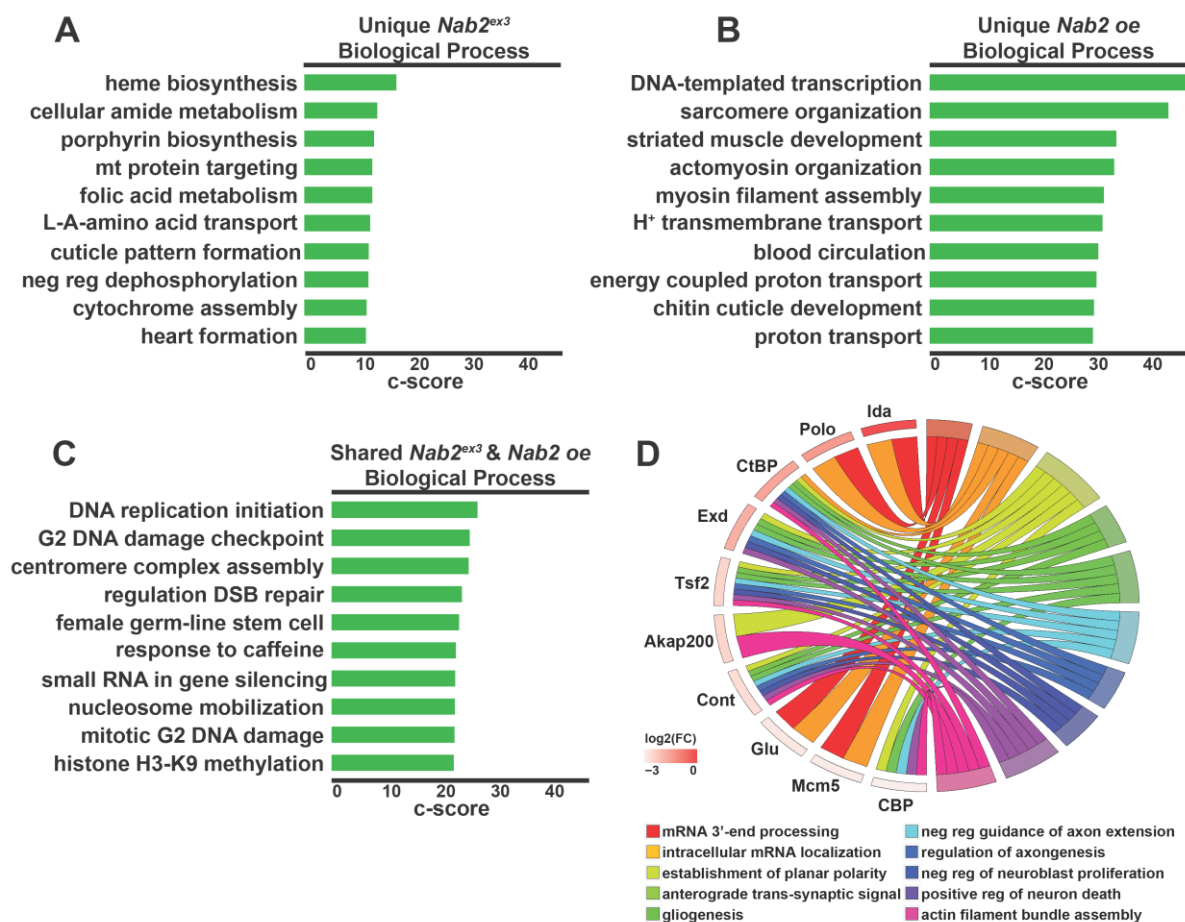 A
Unique Nab2ex3
Biological Process
heme biosynthesis
cellular amide metabolism
porphyrin biosynthesis
mt protein targeting
folic acid metabolism
L-A-amino acid transport
cuticle pattern formation
neg reg dephosphorylation
cytochrome assembly
heart formation
0 10 20 30 40
c-score
B
Unique Nab2 oe
Biological Process
DNA-templated transcription
sarcomere organization
striated muscle development
actomyosin organization
myosin filament assembly
H+ transmembrane transport
blood circulation
energy coupled proton transport
chitin cuticle development
proton transport
0 10 20 30 40
c-score
C
Shared Nab2ex3 & Nab2 oe
Biological Process
DNA replication initiation
G2 DNA damage checkpoint
centromere complex assembly
regulation DSB repair
female germ-line stem cell
response to caffeine
small RNA in gene silencing
nucleosome mobilization
mitotic G2 DNA damage
histone H3-K9 methylation
0 10 20 30 40
c-score
D
Ida
Polo
CtBP
Exd
Tsf2
Akap200
Cont
Glu
Mcm5
CBP
log2(FC)
−3 0
mRNA 3'-end processing
intracellular mRNA localization
establishment of planar polarity
anterograde trans-synaptic signal
gliogenesis
neg reg guidance of axon extension
regulation of axongenesis
neg reg of neuroblast proliferation
positive reg of neuron death
actin filament bundle assembly